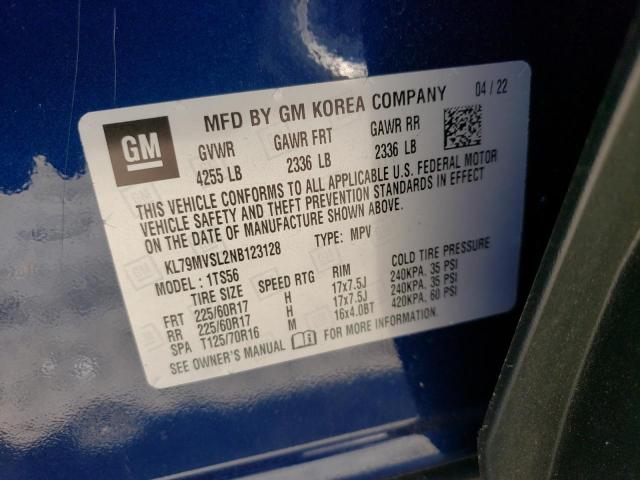 MFD BY GM KOREA COMPANY 04 / 22
GM
GVWR GAWR FRT GAWR RR
4255 LB 2336 LB 2336 LB
THIS VEHICLE CONFORMS TO ALL APPLICABLE U.S. FEDERAL MOTOR
VEHICLE SAFETY AND THEFT PREVENTION STANDARDS IN EFFECT
ON THE DATE OF MANUFACTURE SHOWN ABOVE.
KL79MVSL2NB123128 TYPE: MPV
MODEL : 1TS56
TIRE SIZE SPEED RTG RIM COLD TIRE PRESSURE
FRT 225/60R17 H 17x7.5J 240KPA. 35 PSI
RR 225/60R17 H 17x7.5J 240KPA. 35 PSI
SPA T125/70R16 M 16x4.0BT 420KPA. 60 PSI
SEE OWNER'S MANUAL FOR MORE INFORMATION.